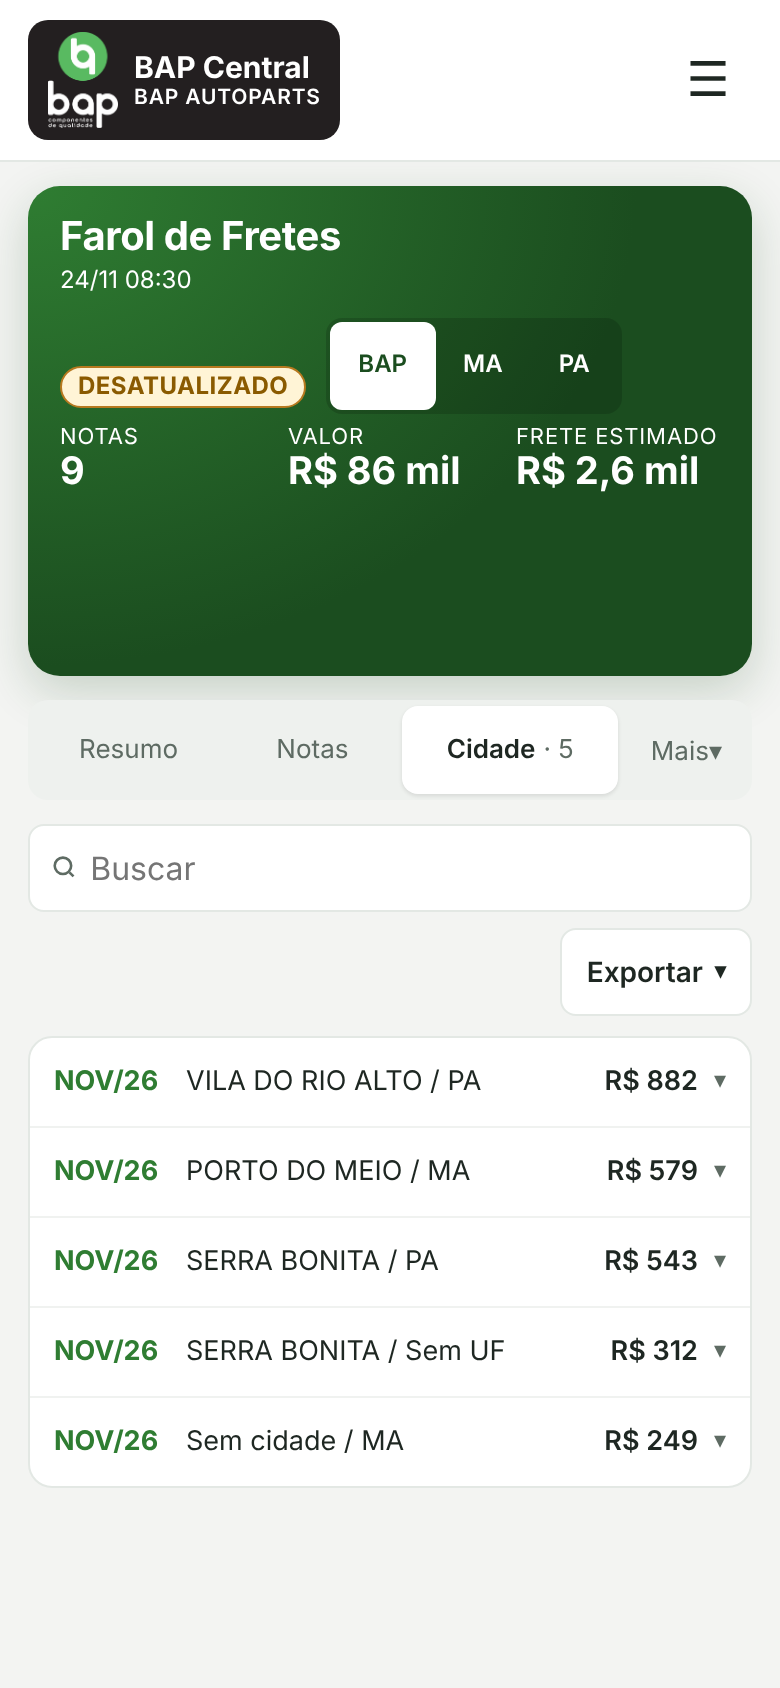 bap
componentes
de qualidade
BAP Central
BAP AUTOPARTS
☰
Farol de Fretes
24/11 08:30
DESATUALIZADO
BAP MA PA
NOTAS VALOR FRETE ESTIMADO
9 R$ 86 mil R$ 2,6 mil
Resumo Notas Cidade · 5 Mais▾
Buscar
Exportar ▾
NOV/26 VILA DO RIO ALTO / PA R$ 882 ▾
NOV/26 PORTO DO MEIO / MA R$ 579 ▾
NOV/26 SERRA BONITA / PA R$ 543 ▾
NOV/26 SERRA BONITA / Sem UF R$ 312 ▾
NOV/26 Sem cidade / MA R$ 249 ▾